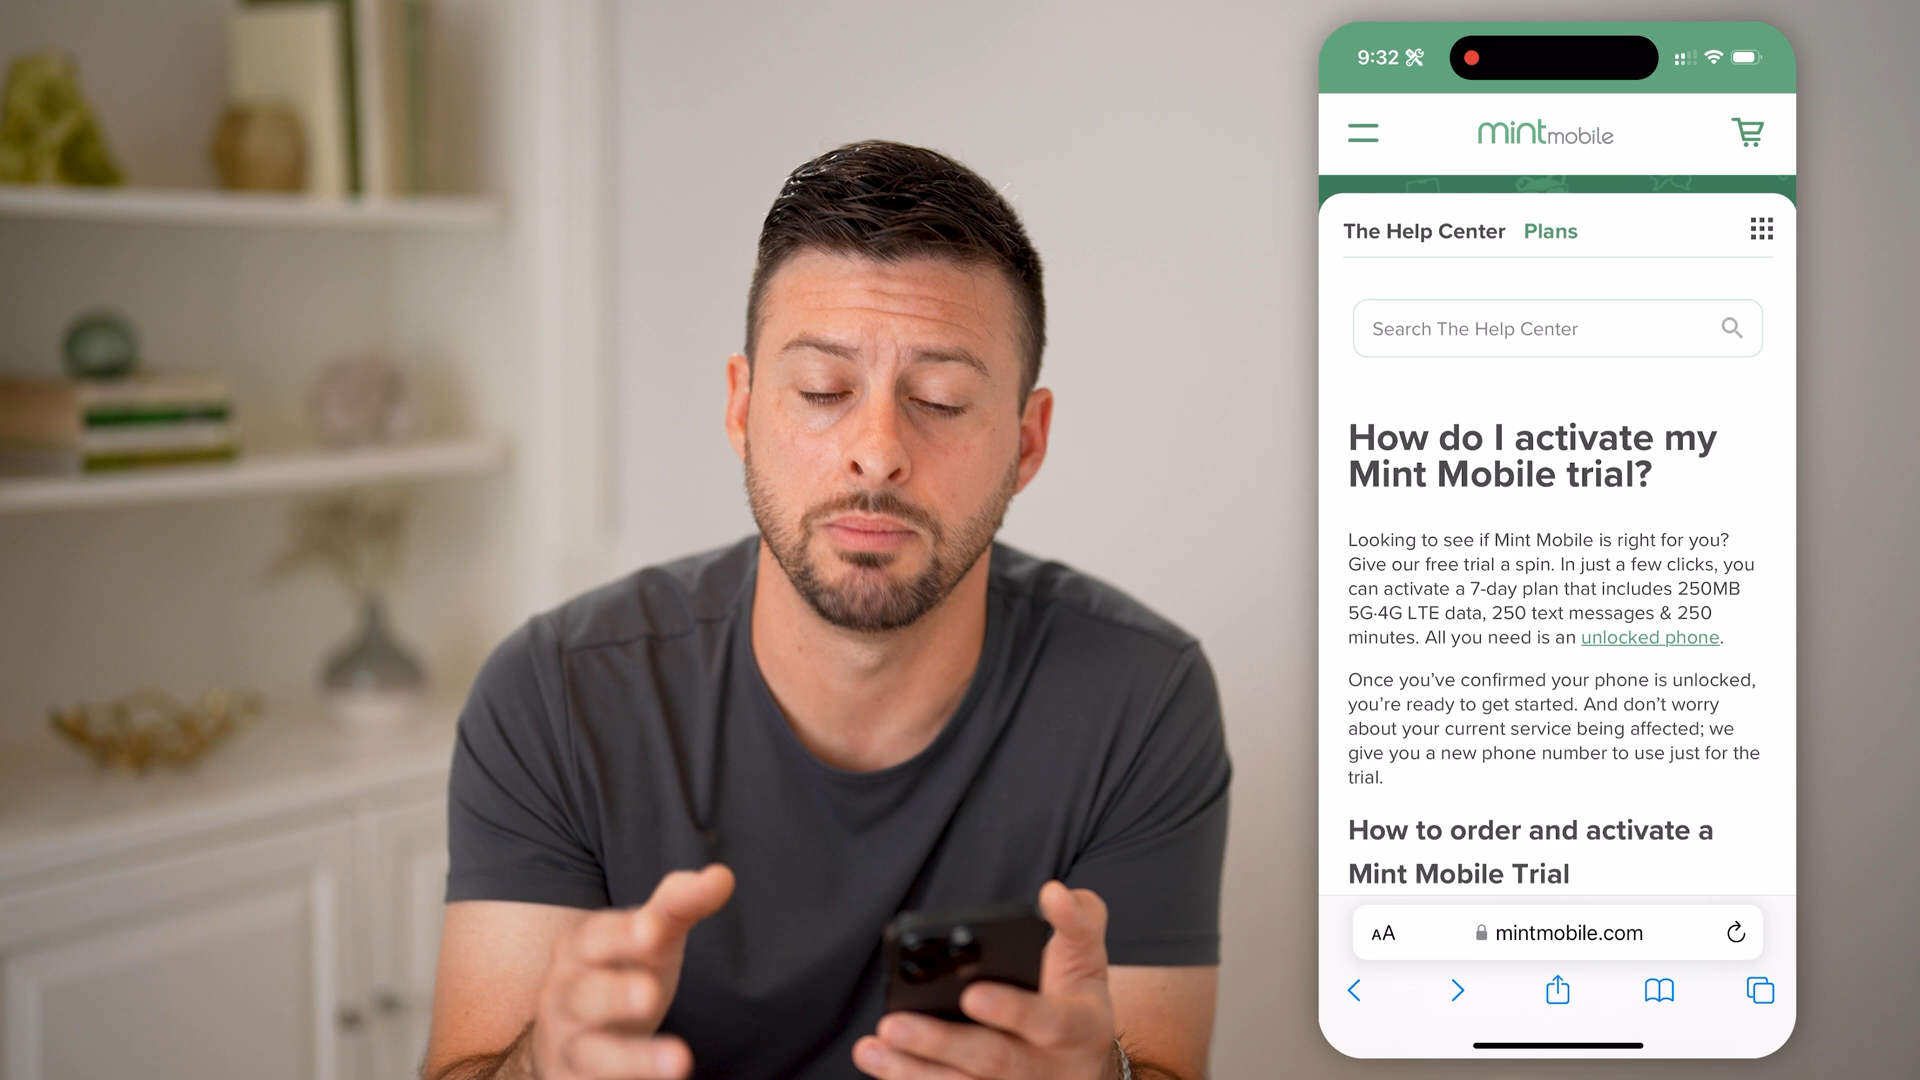 9:32
mint mobile
The Help Center Plans
Search The Help Center
How do I activate my
Mint Mobile trial?
Looking to see if Mint Mobile is right for you?
Give our free trial a spin. In just a few clicks, you
can activate a 7-day plan that includes 250MB
5G·4G LTE data, 250 text messages & 250
minutes. All you need is an unlocked phone.
Once you’ve confirmed your phone is unlocked,
you’re ready to get started. And don’t worry
about your current service being affected; we
give you a new phone number to use just for the
trial.
How to order and activate a
Mint Mobile Trial
AA mintmobile.com